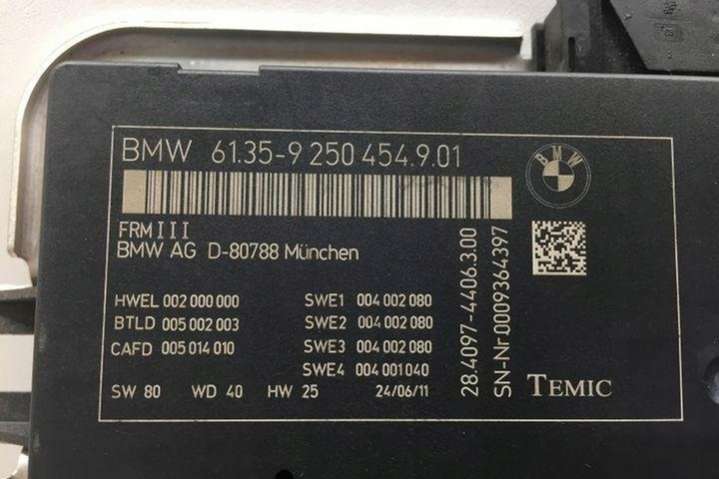 BMW 61.35-9 250 454.9.01
BMW
FRM III
BMW AG D-80788 München
HWEL 002 000 000
BTLD 005 002 003
CAFD 005 014 010
SWE1 004 002 080
SWE2 004 002 080
SWE3 004 002 080
SWE4 004 001 040
SW 80 WD 40 HW 25 24/06/11
28.4097-4406.3.00
SN-Nr.0009364397
TEMIC